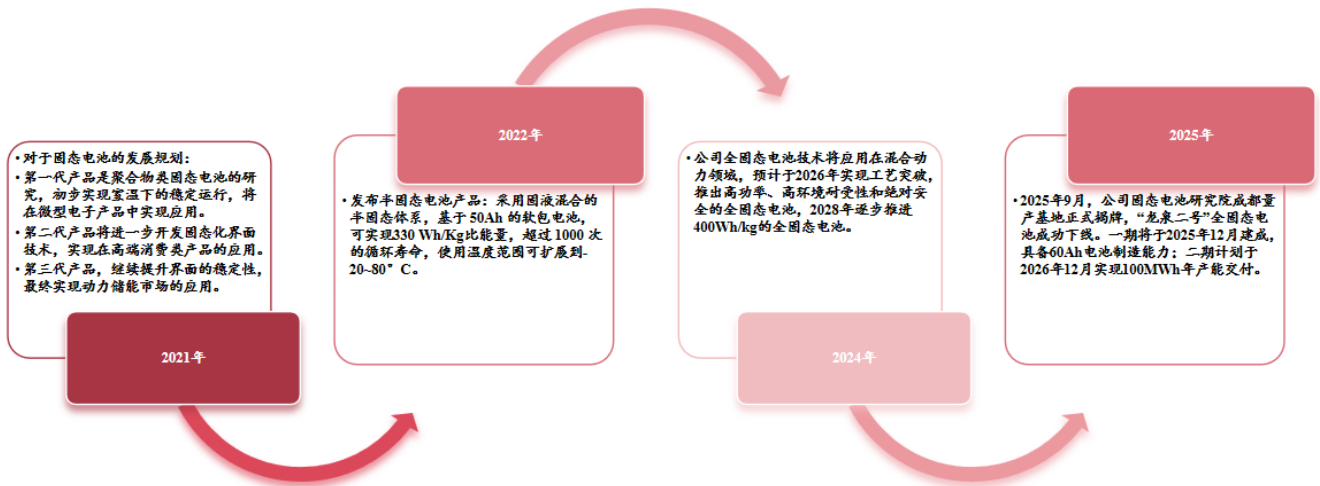 • 对于固态电池的发展规划：
• 第一代产品是聚合物类固态电池的研
究，初步实现室温下的稳定运行，将
在微型电子产品中实现应用。
• 第二代产品将进一步开发固态化界面
技术，实现在高端消费类产品的应用。
• 第三代产品，继续提升界面的稳定性，
最终实现动力储能市场的应用。
2021年
2022年
• 发布半固态电池产品：采用固液混合的
半固态体系，基于 50Ah 的软包电池，
可实现330 Wh/Kg比能量，超过 1000 次
的循环寿命，使用温度范围可扩展到-
20~80° C。
• 公司全固态电池技术将应用在混合动
力领域，预计于2026年实现工艺突破，
推出高功率、高环境耐受性和绝对安
全的全固态电池，2028年逐步推进
400Wh/kg的全固态电池。
2024年
2025年
• 2025年9月，公司固态电池研究院成都量
产基地正式揭牌，“龙泉二号”全固态电
池成功下线。一期将于2025年12月建成，
具备60Ah电池制造能力；二期计划于
2026年12月实现100MWh年产能交付。